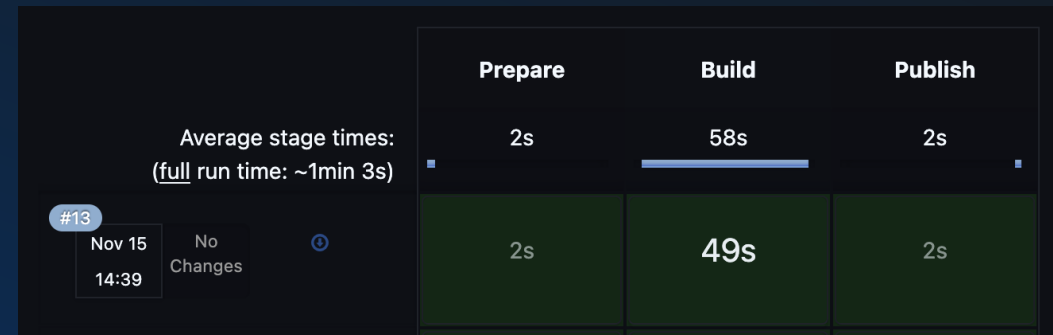 Prepare Build Publish
Average stage times: 2s 58s 2s
(full run time: ~1min 3s)
#13
Nov 15 No
14:39 Changes
2s 49s 2s